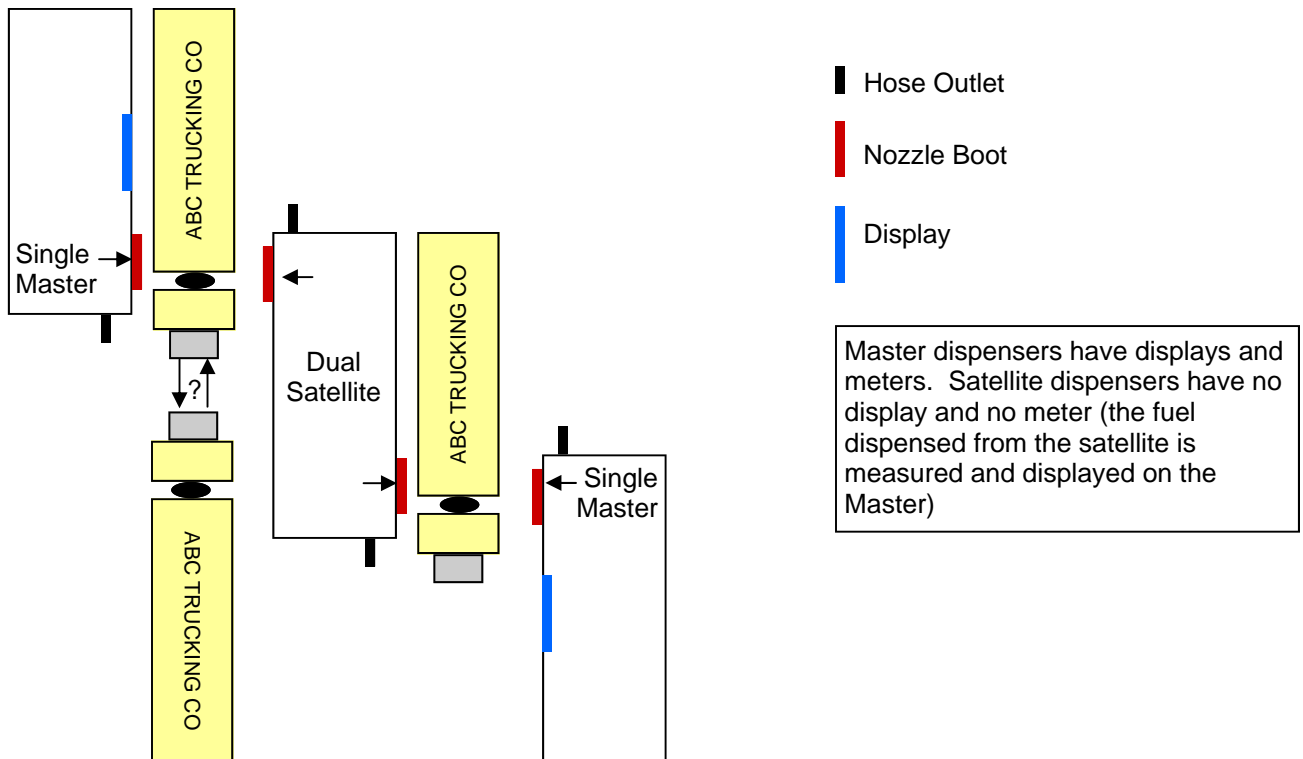 ABC TRUCKING CO
Single
Master
?
ABC TRUCKING CO
Dual
Satellite
ABC TRUCKING CO
Single
Master
Hose Outlet
Nozzle Boot
Display
Master dispensers have displays and
meters.  Satellite dispensers have no
display and no meter (the fuel
dispensed from the satellite is
measured and displayed on the
Master)